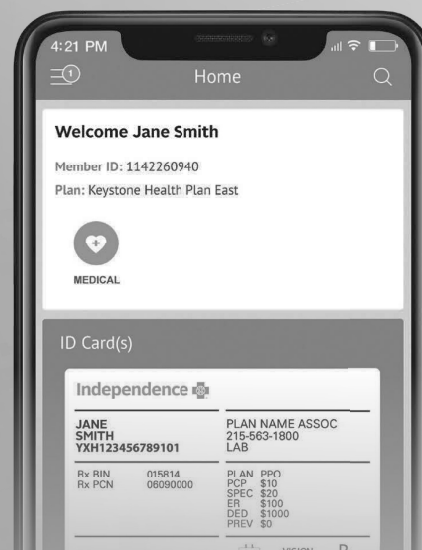 4:21 PM
1
Home
Welcome Jane Smith
Member ID: 1142260940
Plan: Keystone Health Plan East
MEDICAL
ID Card(s)
Independence
JANE
SMITH
YXH123456789101
PLAN NAME ASSOC
215-563-1800
LAB
Rx BIN 015814
Rx PCN 06090000
PLAN PPO
PCP $10
SPEC $20
ER $100
DED $1000
PREV $0
VISION
R